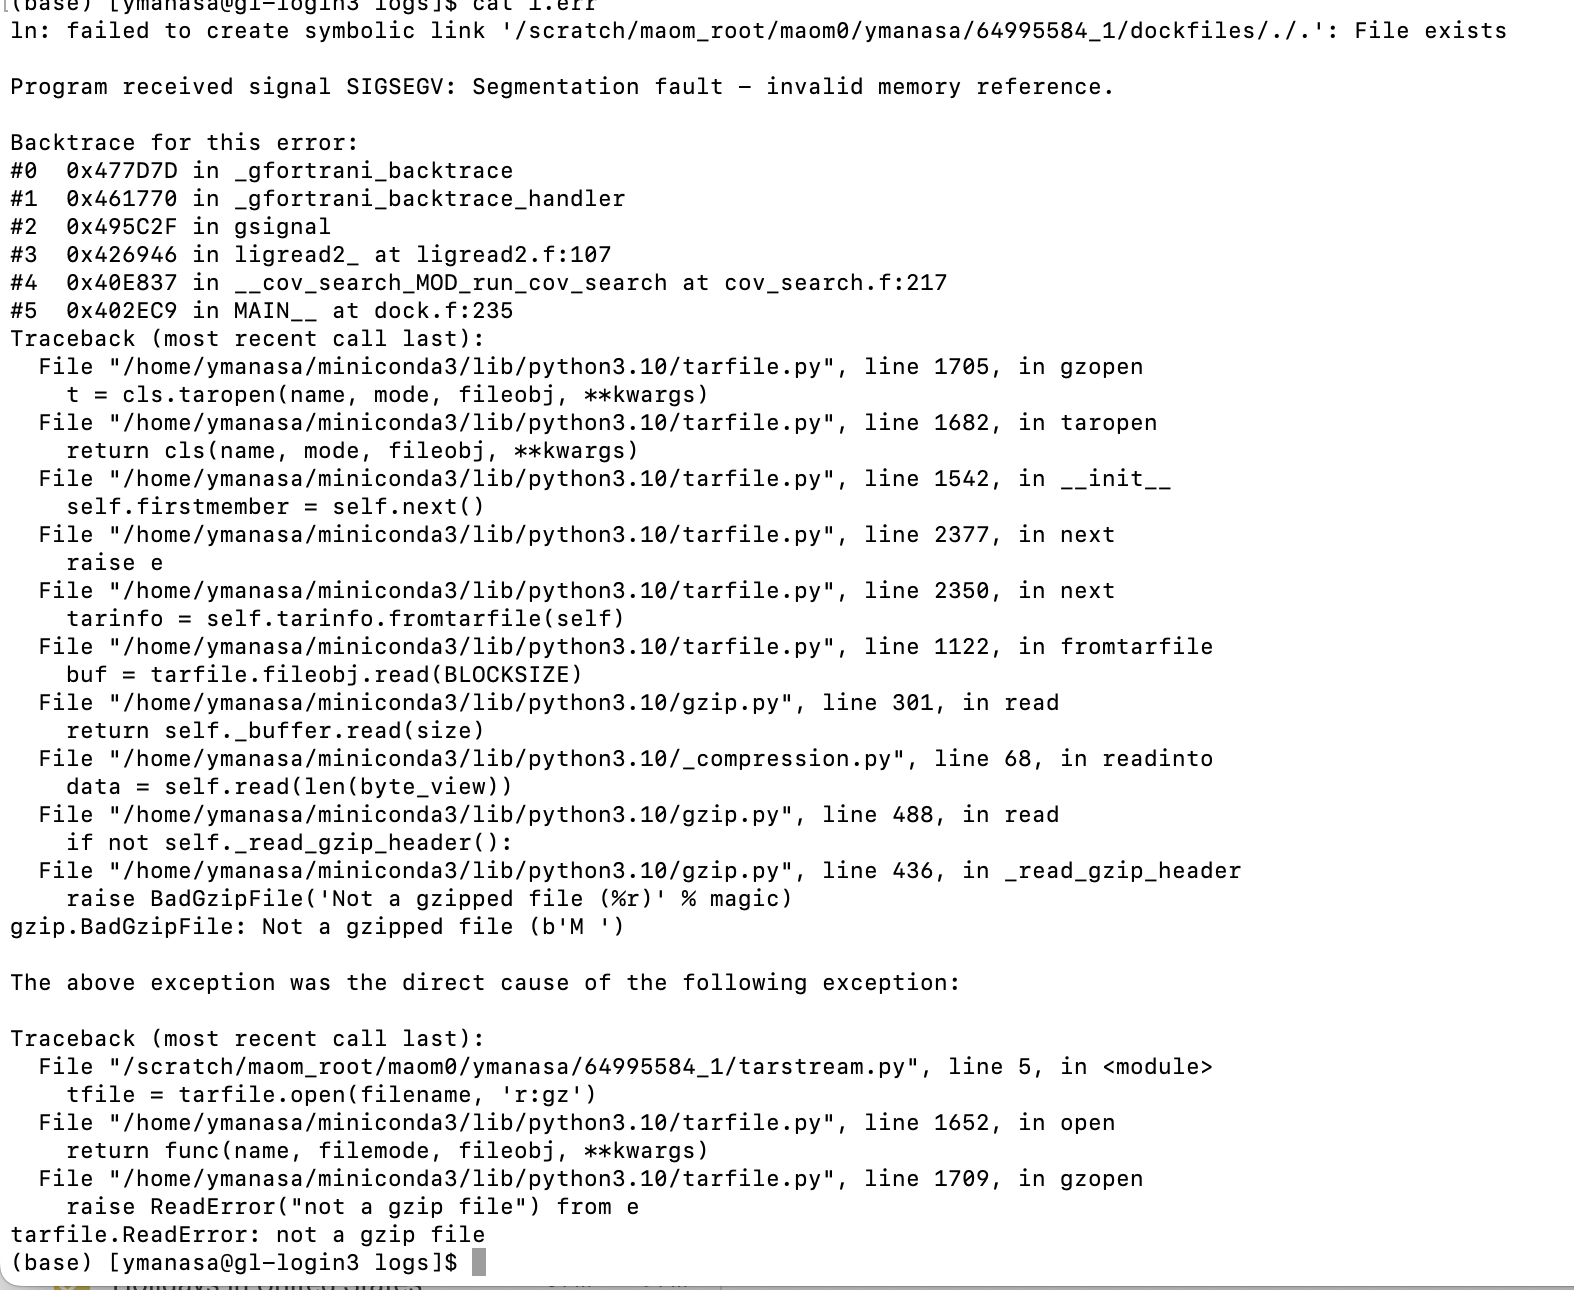 (base) [ymanasa@gl-login3 logs]$ cat 1.err
ln: failed to create symbolic link '/scratch/maom_root/maom0/ymanasa/64995584_1/dockfiles/./.': File exists

Program received signal SIGSEGV: Segmentation fault - invalid memory reference.

Backtrace for this error:
#0  0x477D7D in _gfortrani_backtrace
#1  0x461770 in _gfortrani_backtrace_handler
#2  0x495C2F in gsignal
#3  0x426946 in ligread2_ at ligread2.f:107
#4  0x40E837 in __cov_search_MOD_run_cov_search at cov_search.f:217
#5  0x402EC9 in MAIN__ at dock.f:235
Traceback (most recent call last):
  File "/home/ymanasa/miniconda3/lib/python3.10/tarfile.py", line 1705, in gzopen
    t = cls.taropen(name, mode, fileobj, **kwargs)
  File "/home/ymanasa/miniconda3/lib/python3.10/tarfile.py", line 1682, in taropen
    return cls(name, mode, fileobj, **kwargs)
  File "/home/ymanasa/miniconda3/lib/python3.10/tarfile.py", line 1542, in __init__
    self.firstmember = self.next()
  File "/home/ymanasa/miniconda3/lib/python3.10/tarfile.py", line 2377, in next
    raise e
  File "/home/ymanasa/miniconda3/lib/python3.10/tarfile.py", line 2350, in next
    tarinfo = self.tarinfo.fromtarfile(self)
  File "/home/ymanasa/miniconda3/lib/python3.10/tarfile.py", line 1122, in fromtarfile
    buf = tarfile.fileobj.read(BLOCKSIZE)
  File "/home/ymanasa/miniconda3/lib/python3.10/gzip.py", line 301, in read
    return self._buffer.read(size)
  File "/home/ymanasa/miniconda3/lib/python3.10/_compression.py", line 68, in readinto
    data = self.read(len(byte_view))
  File "/home/ymanasa/miniconda3/lib/python3.10/gzip.py", line 488, in read
    if not self._read_gzip_header():
  File "/home/ymanasa/miniconda3/lib/python3.10/gzip.py", line 436, in _read_gzip_header
    raise BadGzipFile('Not a gzipped file (%r)' % magic)
gzip.BadGzipFile: Not a gzipped file (b'M ')

The above exception was the direct cause of the following exception:

Traceback (most recent call last):
  File "/scratch/maom_root/maom0/ymanasa/64995584_1/tarstream.py", line 5, in <module>
    tfile = tarfile.open(filename, 'r:gz')
  File "/home/ymanasa/miniconda3/lib/python3.10/tarfile.py", line 1652, in open
    return func(name, filemode, fileobj, **kwargs)
  File "/home/ymanasa/miniconda3/lib/python3.10/tarfile.py", line 1709, in gzopen
    raise ReadError("not a gzip file") from e
tarfile.ReadError: not a gzip file
(base) [ymanasa@gl-login3 logs]$
Holidays in United States